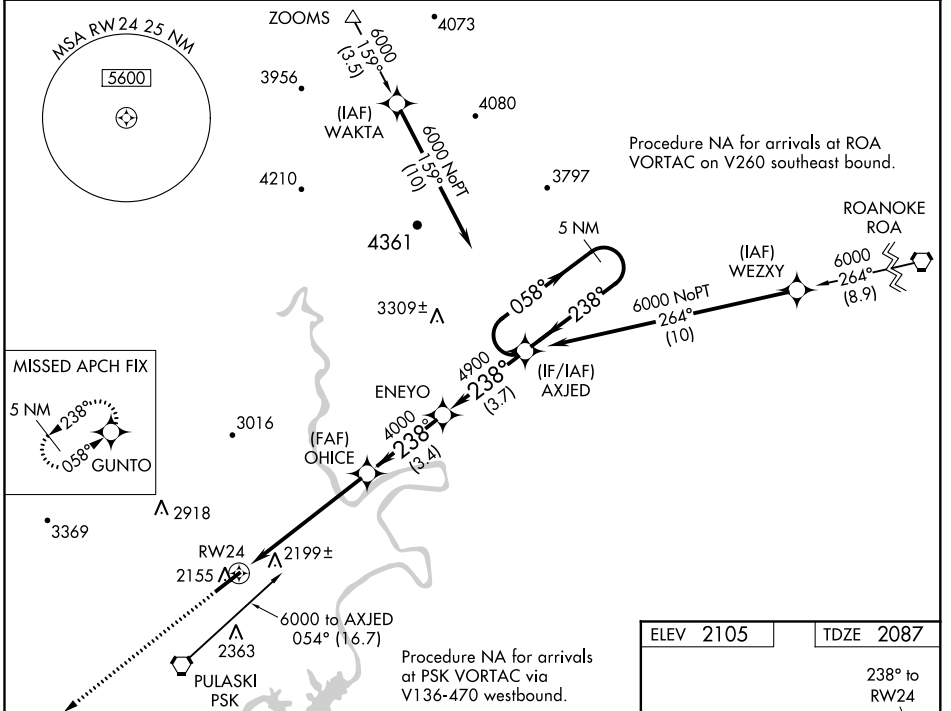 MSA RW 24 25 NM
5600
ZOOMS
6000
159°
(3.5)
4073
3956
(IAF)
WAKTA
4080
6000 NoPT
159°
(10)
Procedure NA for arrivals at ROA
VORTAC on V260 southeast bound.
4210
3797
4361
5 NM
ROANOKE
ROA
(IAF)
WEZXY
6000
264°
(8.9)
058°
238°
6000 NoPT
264°
(10)
3309±
(IF/IAF)
AXJED
4900
238°
(3.7)
MISSED APCH FIX
5 NM
238°
058°
GUNTO
ENEYO
4000
238°
(3.4)
3016
(FAF)
OHICE
2918
3369
RW24
2155
2199±
6000 to AXJED
054° (16.7)
2363
PULASKI
PSK
Procedure NA for arrivals
at PSK VORTAC via
V136-470 westbound.
ELEV 2105
TDZE 2087
238° to
RW24